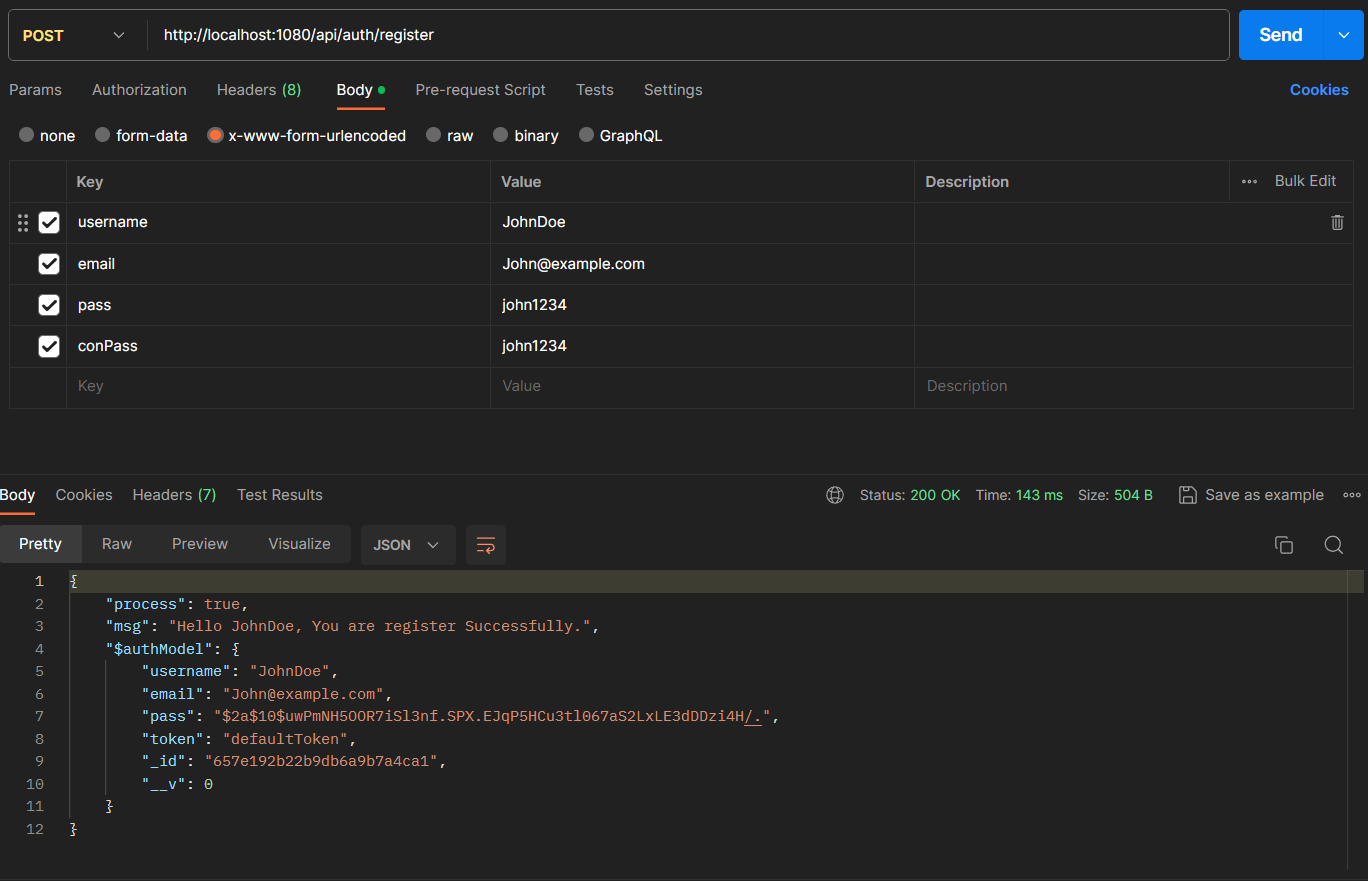 POST http://localhost:1080/api/auth/register Send
Params Authorization Headers (8) Body Pre-request Script Tests Settings Cookies
none form-data x-www-form-urlencoded raw binary GraphQL
Key Value Description Bulk Edit
username JohnDoe
email John@example.com
pass john1234
conPass john1234
Key Value Description
Body Cookies Headers (7) Test Results Status: 200 OK Time: 143 ms Size: 504 B Save as example
Pretty Raw Preview Visualize JSON
1 {
2 "process": true,
3 "msg": "Hello JohnDoe, You are register Successfully.",
4 "$authModel": {
5 "username": "JohnDoe",
6 "email": "John@example.com",
7 "pass": "$2a$10$uwPmNH5OOR7iSl3nf.SPX.EJqP5HCu3tl067aS2LxLE3dDDzi4H/.",
8 "token": "defaultToken",
9 "_id": "657e192b22b9db6a9b7a4ca1",
10 "__v": 0
11 }
12 }